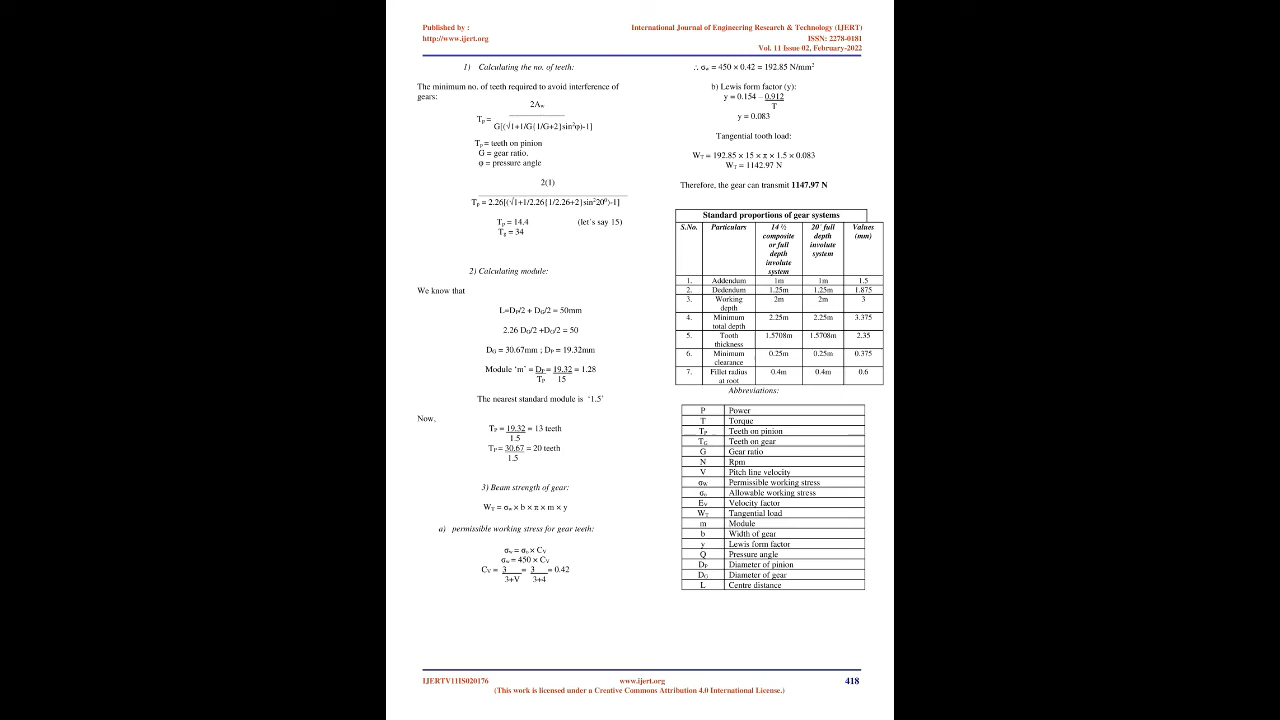 Published by :
http://www.ijert.org
International Journal of Engineering Research & Technology (IJERT)
ISSN: 2278-0181
Vol. 11 Issue 02, February-2022
1) Calculating the no. of teeth:
The minimum no. of teeth required to avoid interference of
gears:
2Aw
Tp =
G[(√1+1/G{1/G+2}sin²φ)-1]
Tp = teeth on pinion
G = gear ratio.
φ = pressure angle
2(1)
Tp = 2.26[(√1+1/2.26{1/2.26+2}sin²20⁰)-1]
Tp = 14.4 (let's say 15)
Tg = 34
2) Calculating module:
We know that
L=DP/2 + DG/2 = 50mm
2.26 DG/2 +DG/2 = 50
DG = 30.67mm ; DP = 19.32mm
Module 'm' = DP = 19.32 = 1.28
TP 15
The nearest standard module is '1.5'
Now,
TP = 19.32 = 13 teeth
1.5
TP = 30.67 = 20 teeth
1.5
3) Beam strength of gear:
WT = σw × b × π × m × y
a) permissible working stress for gear teeth:
σw = σo × CV
σw = 450 × CV
CV = 3 = 3 = 0.42
3+V 3+4
∴ σw = 450 × 0.42 = 192.85 N/mm²
b) Lewis form factor (y):
y = 0.154 – 0.912
T
y = 0.083
Tangential tooth load:
WT = 192.85 × 15 × π × 1.5 × 0.083
WT = 1142.97 N
Therefore, the gear can transmit 1147.97 N
Standard proportions of gear systems
S.No. Particulars 14 ½ composite or full depth involute system 20˚ full depth involute system Values (mm)
1. Addendum 1m 1m 1.5
2. Dedendum 1.25m 1.25m 1.875
3. Working depth 2m 2m 3
4. Minimum total depth 2.25m 2.25m 3.375
5. Tooth thickness 1.5708m 1.5708m 2.35
6. Minimum clearance 0.25m 0.25m 0.375
7. Fillet radius at root 0.4m 0.4m 0.6
Abbreviations:
P Power
T Torque
TP Teeth on pinion
TG Teeth on gear
G Gear ratio
N Rpm
V Pitch line velocity
σW Permissible working stress
σo Allowable working stress
EV Velocity factor
WT Tangential load
m Module
b Width of gear
y Lewis form factor
Q Pressure angle
DP Diameter of pinion
DG Diameter of gear
L Centre distance
IJERTV11IS020176
www.ijert.org
(This work is licensed under a Creative Commons Attribution 4.0 International License.)
418